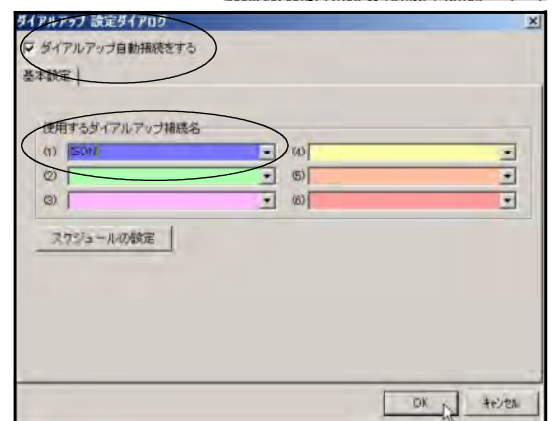 ダイアルアップ 設定ダイアログ
ダイアルアップ自動接続をする
基本設定
使用するダイアルアップ接続名
(1) ISDN
(4)
(2)
(5)
(3)
(6)
スケジュールの設定
OK
キャンセル